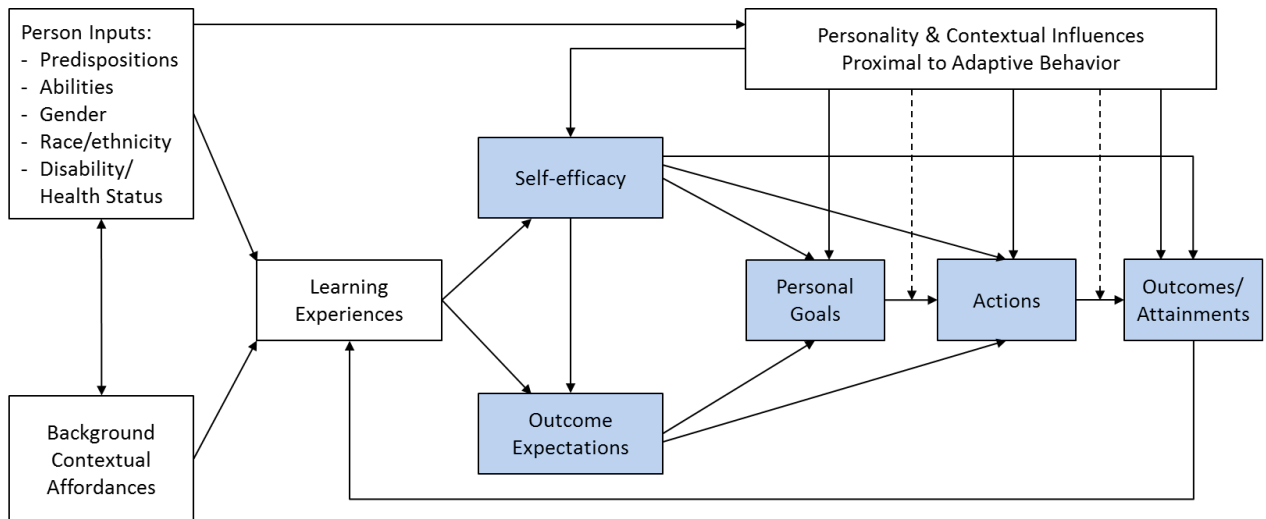 Person Inputs:
- Predispositions
- Abilities
- Gender
- Race/ethnicity
- Disability/
Health Status
Personality & Contextual Influences
Proximal to Adaptive Behavior
Self-efficacy
Learning
Experiences
Personal
Goals
Actions
Outcomes/
Attainments
Outcome
Expectations
Background
Contextual
Affordances